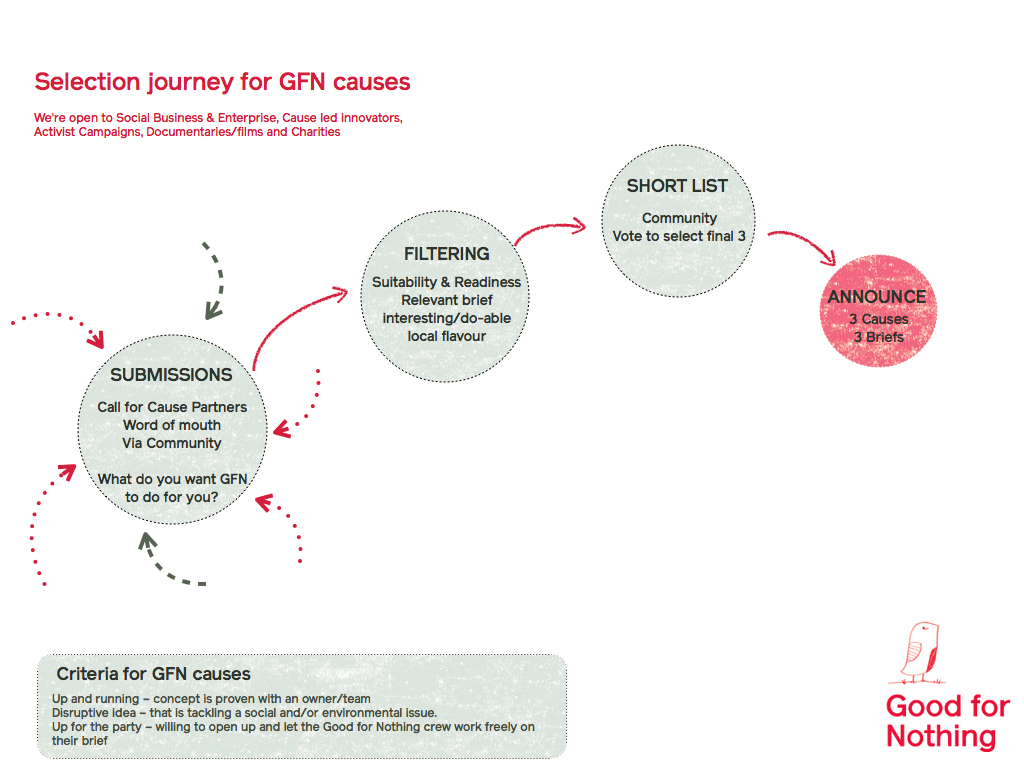 Selection journey for GFN causes
We're open to Social Business & Enterprise, Cause led innovators,
Activist Campaigns, Documentaries/films and Charities
SUBMISSIONS
Call for Cause Partners
Word of mouth
Via Community
What do you want GFN
to do for you?
FILTERING
Suitability & Readiness
Relevant brief
interesting/do-able
local flavour
SHORT LIST
Community
Vote to select final 3
ANNOUNCE
3 Causes
3 Briefs
Criteria for GFN causes
Up and running – concept is proven with an owner/team
Disruptive idea – that is tackling a social and/or environmental issue.
Up for the party – willing to open up and let the Good for Nothing crew work freely on
their brief
Good for
Nothing